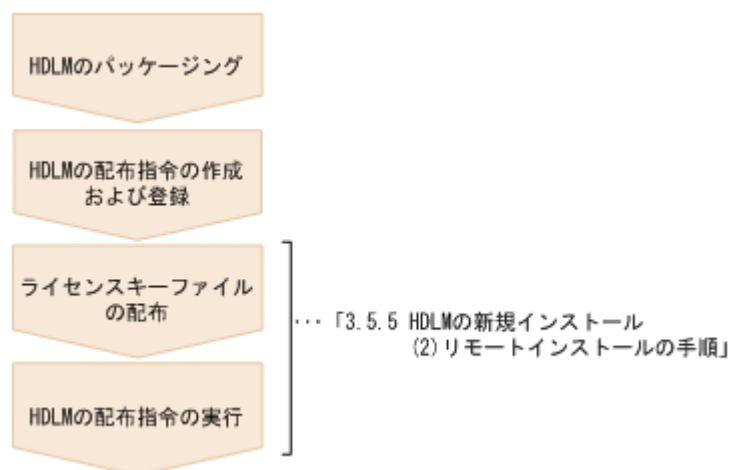 HDLMのパッケージング
HDLMの配布指令の作成
および登録
ライセンスキーファイル
の配布
…「3.5.5 HDLMの新規インストール
(2)リモートインストールの手順」
HDLMの配布指令の実行